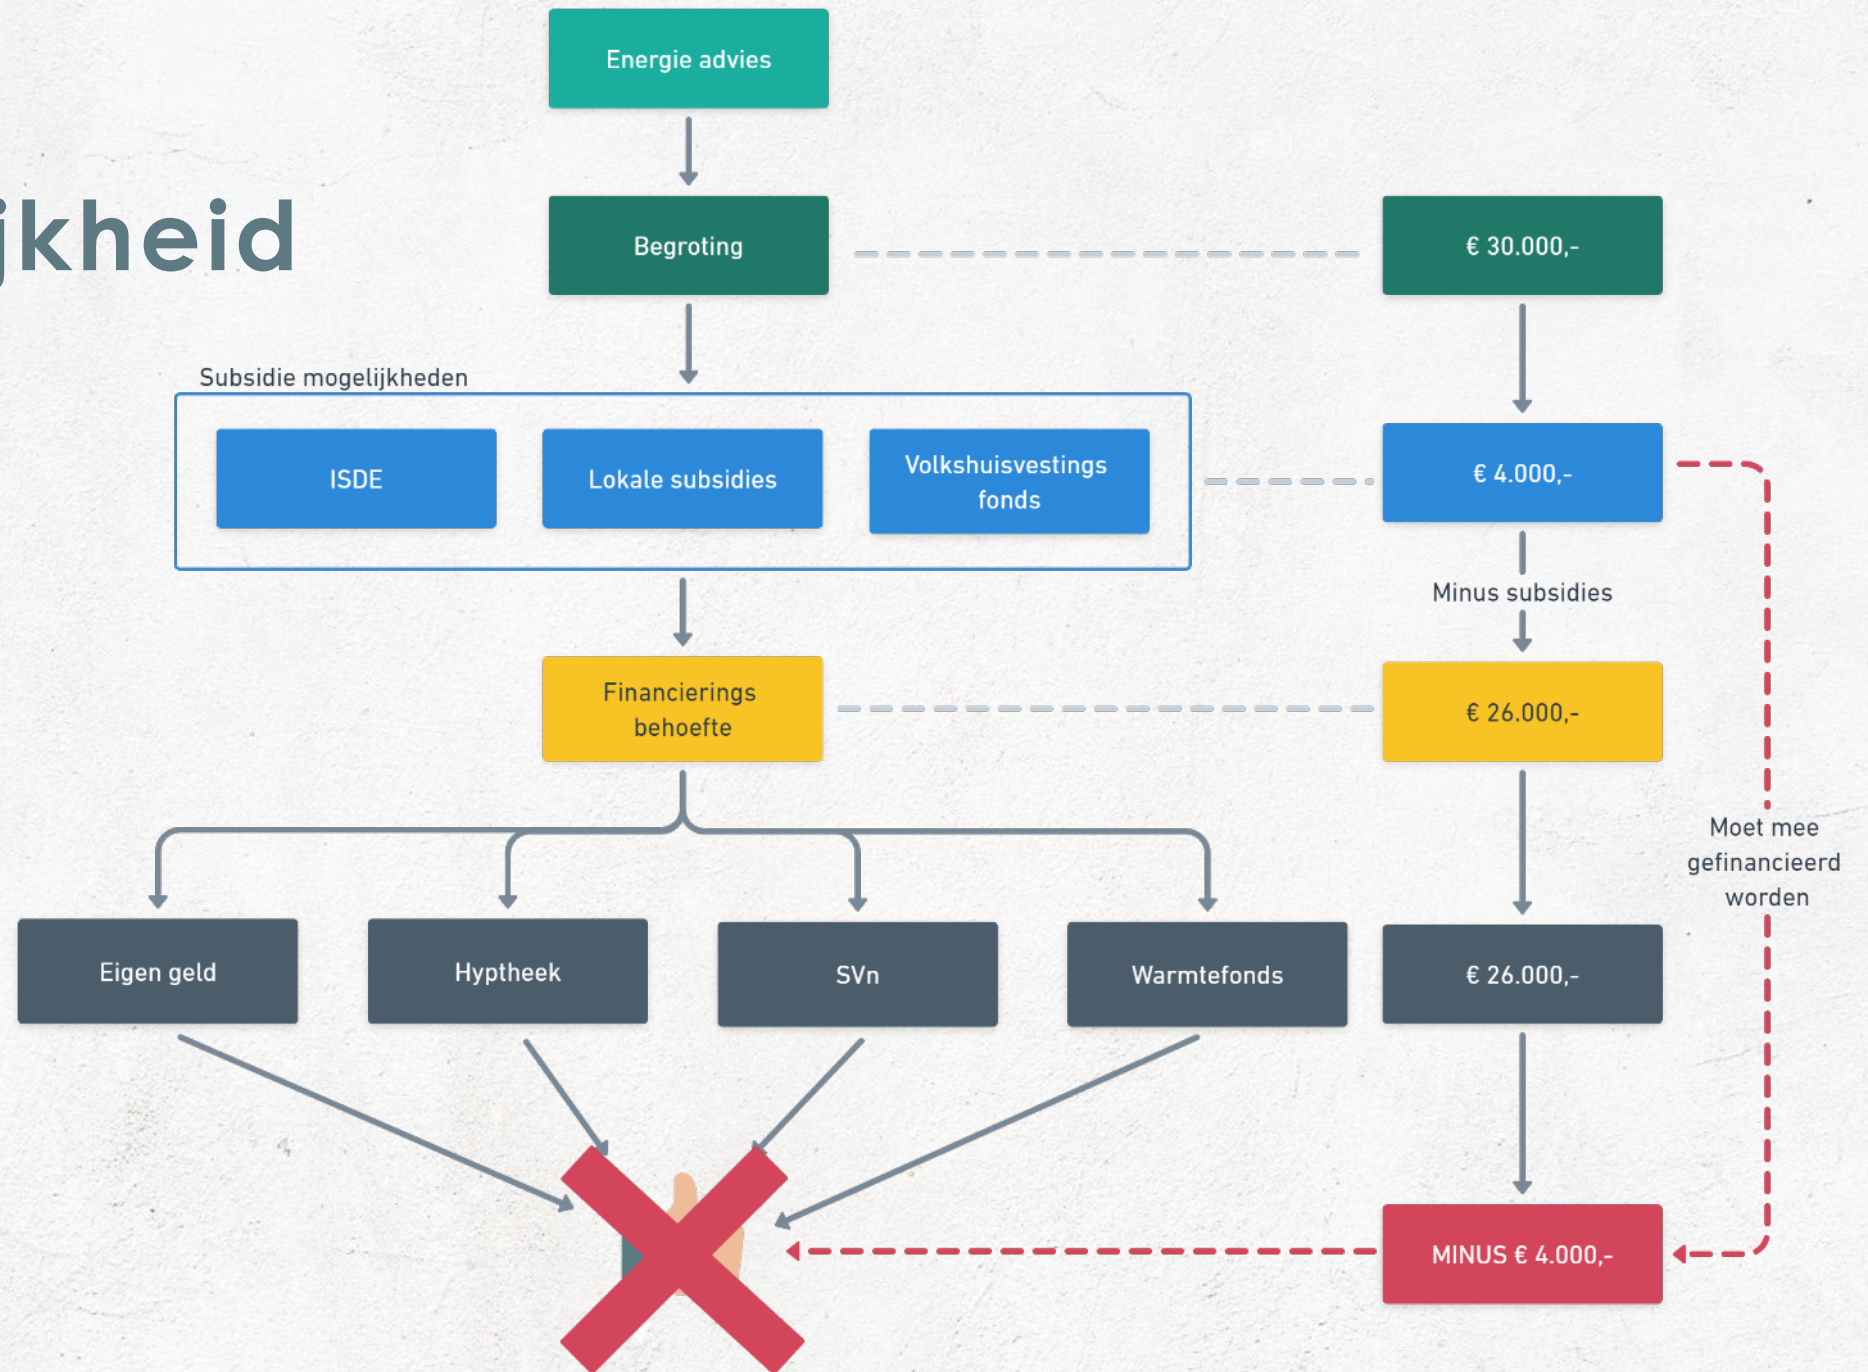 Energie advies
jkheid
Begroting
€ 30.000,-
Subsidie mogelijkheden
ISDE
Lokale subsidies
Volkshuisvestings
fonds
€ 4.000,-
Minus subsidies
Financierings
behoefte
€ 26.000,-
Moet mee
gefinancieerd
worden
Eigen geld
Hyptheek
SVn
Warmtefonds
€ 26.000,-
MINUS € 4.000,-